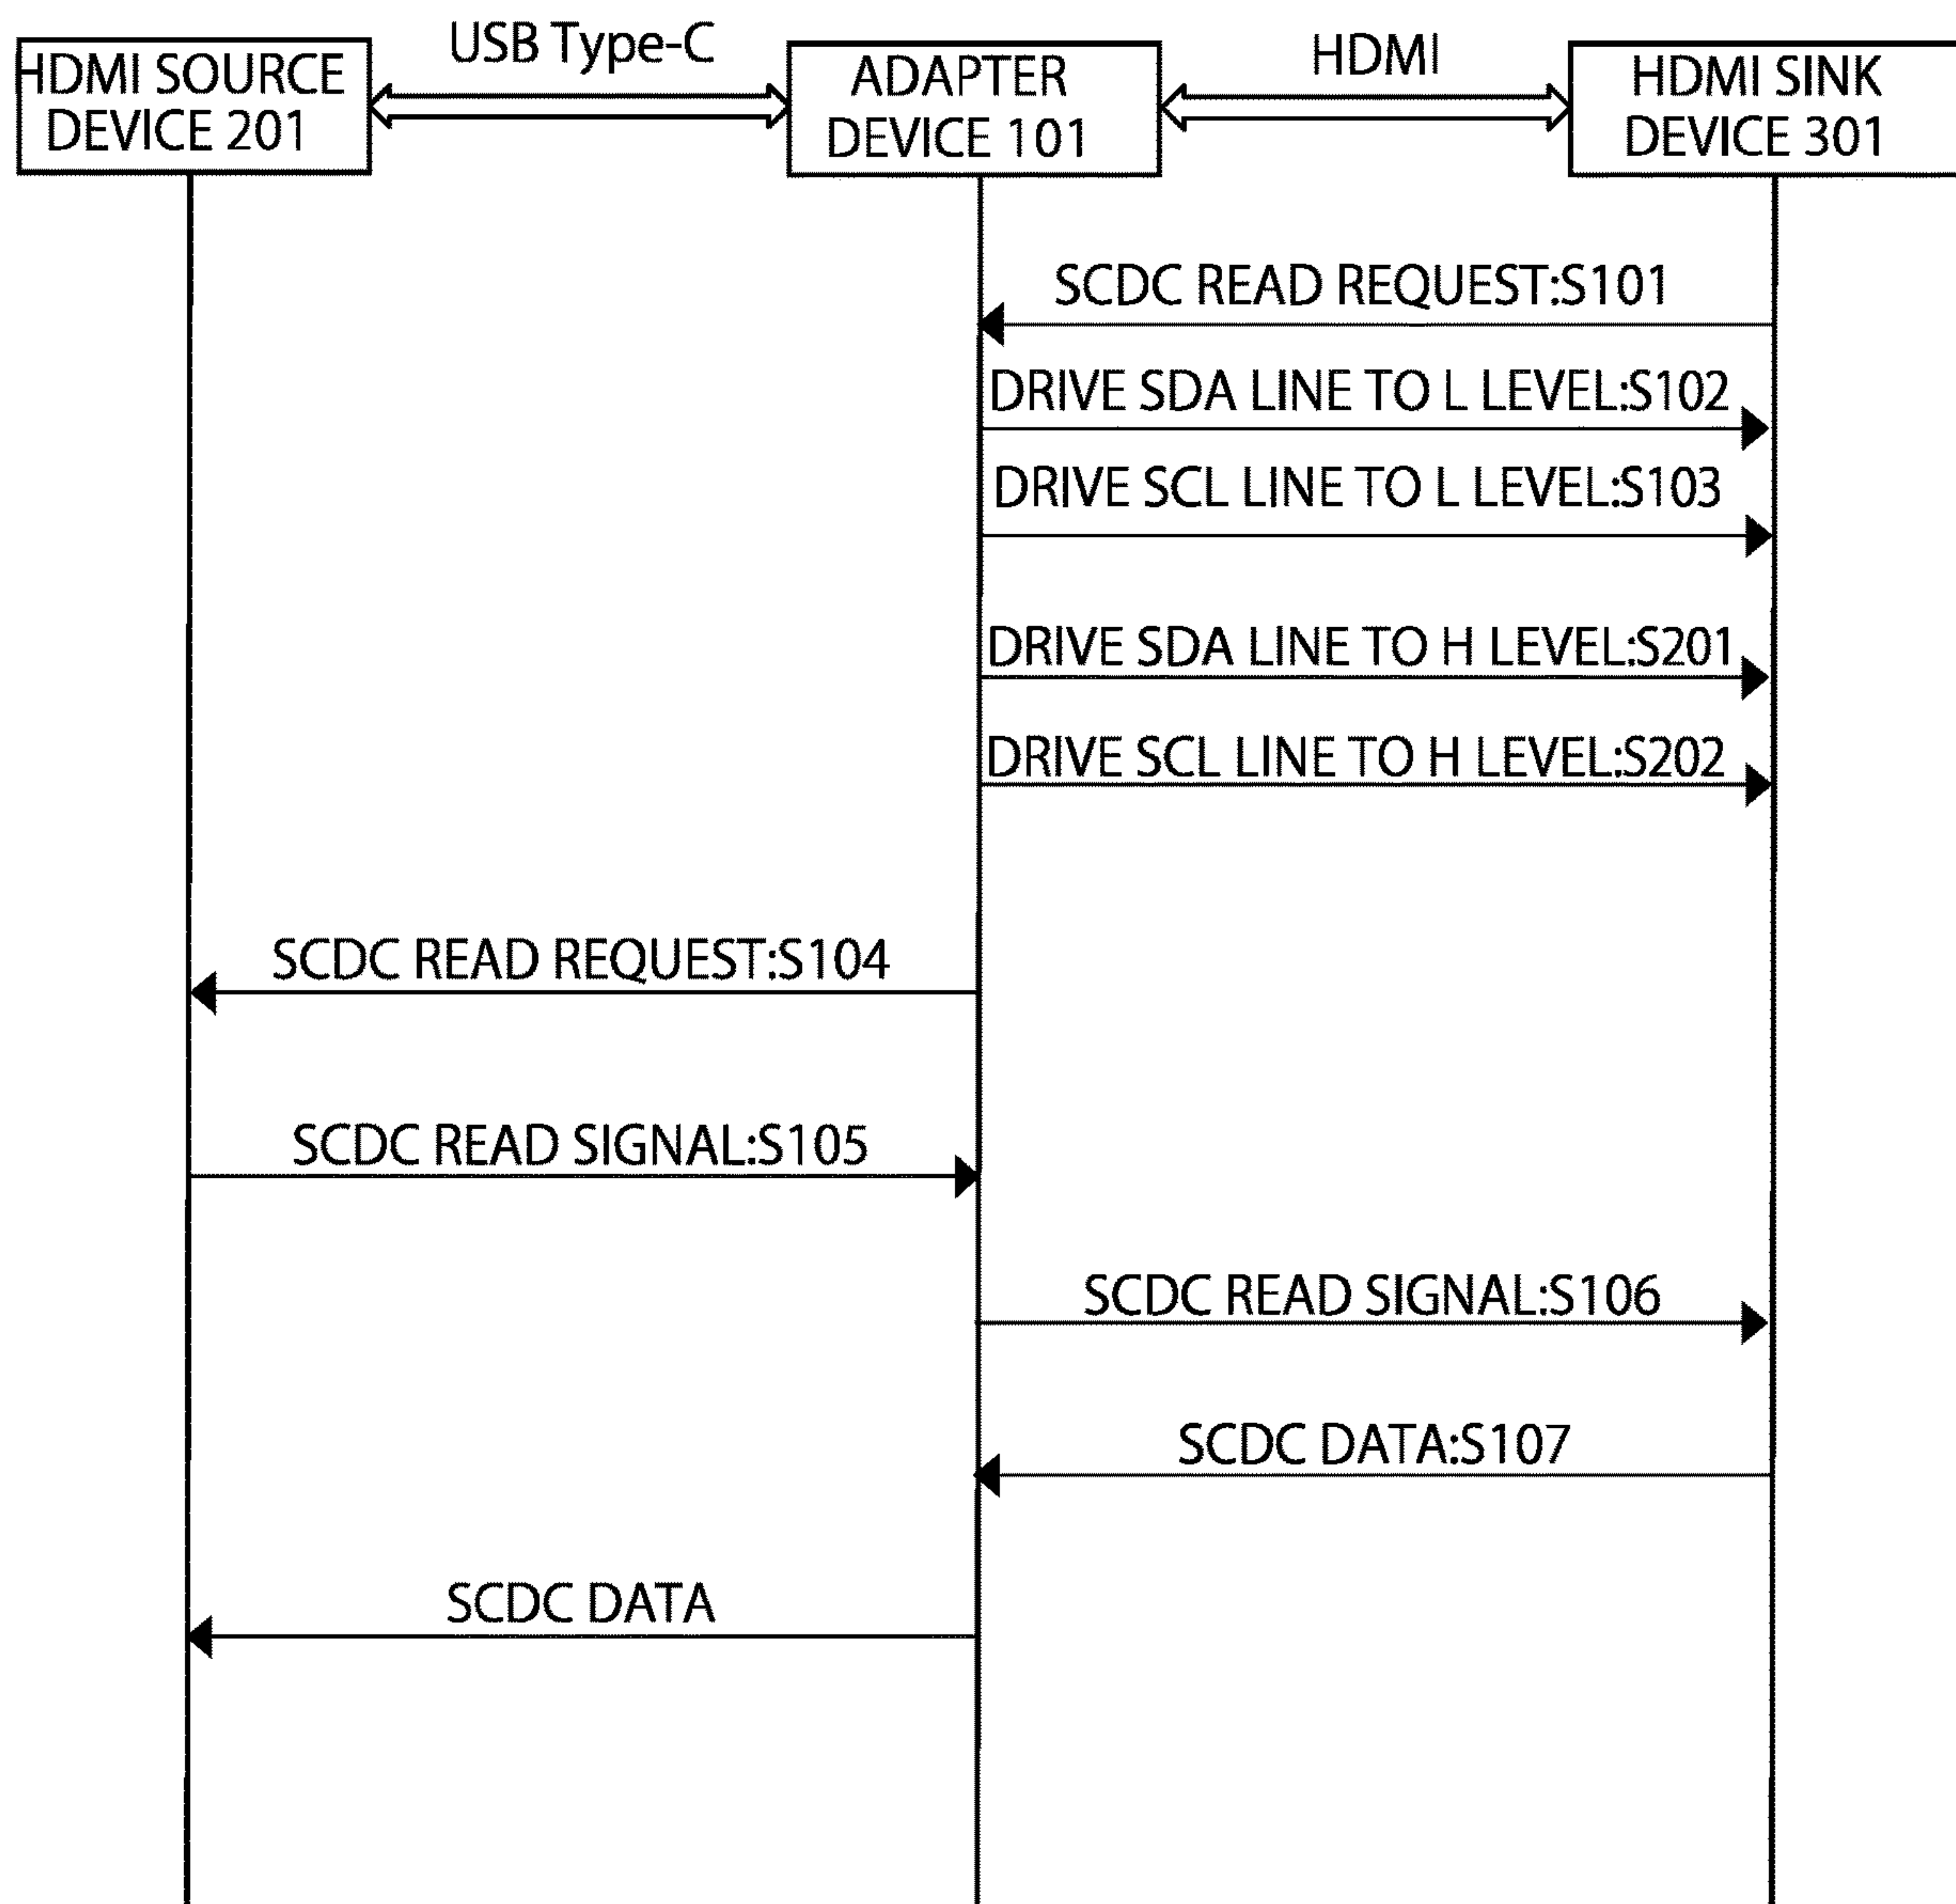 HDMI SOURCE
DEVICE 201
USB Type-C
ADAPTER
DEVICE 101
HDMI
HDMI SINK
DEVICE 301
SCDC READ REQUEST:S101
DRIVE SDA LINE TO L LEVEL:S102
DRIVE SCL LINE TO L LEVEL:S103
DRIVE SDA LINE TO H LEVEL:S201
DRIVE SCL LINE TO H LEVEL:S202
SCDC READ REQUEST:S104
SCDC READ SIGNAL:S105
SCDC READ SIGNAL:S106
SCDC DATA:S107
SCDC DATA